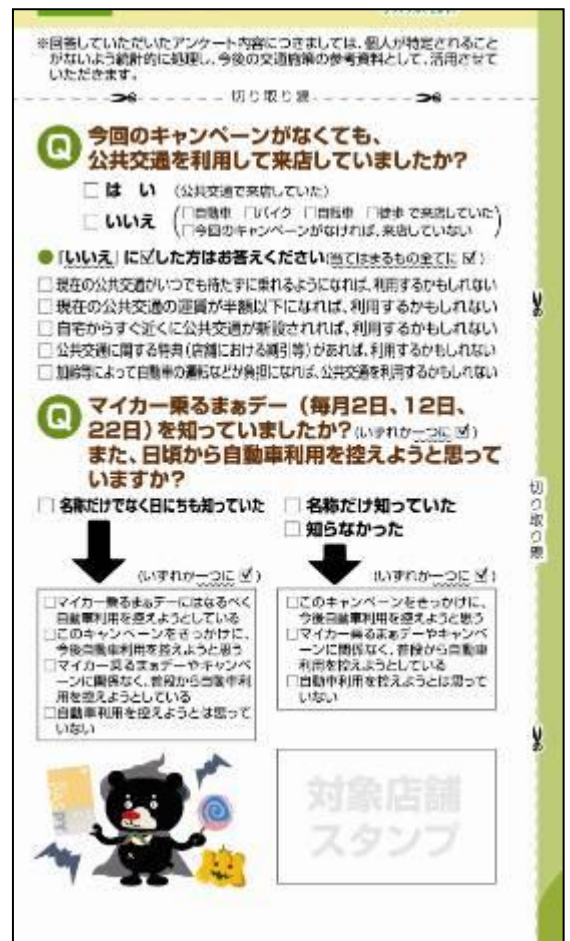 ※回答していただいたアンケート内容につきましては、個人が特定されること
がないよう統計的に処理し、今後の交通施策の参考資料として、活用させて
いただきます。
切り取り線
Q 今回のキャンペーンがなくても、
公共交通を利用して来店していましたか?
□は い (公共交通で来店していた)
□いいえ (□自動車 □バイク □自転車 □徒歩 で来店していた
□今回のキャンペーンがなければ、来店していない)
●「いいえ」に☑した方はお答えください(当てはまるもの全てに ☑)
□現在の公共交通がいつでも待たずに乗れるようになれば、利用するかもしれない
□現在の公共交通の運賃が半額以下になれば、利用するかもしれない
□自宅からすぐ近くに公共交通が新設されれば、利用するかもしれない
□公共交通に関する特典(店舗における割引等)があれば、利用するかもしれない
□加齢等によって自動車の運転などが負担になれば、公共交通を利用するかもしれない
Q マイカー乗るまぁデー(毎月2日、12日、
22日)を知っていましたか?(いずれか一つに ☑)
また、日頃から自動車利用を控えようと思って
いますか?
□名称だけでなく日にちも知っていた
□名称だけ知っていた
□知らなかった
(いずれか一つに ☑)
□マイカー乗るまぁデーにはなるべく
自動車利用を控えようとしている
□このキャンペーンをきっかけに、
今後自動車利用を控えようと思う
□マイカー乗るまぁデーやキャンペ
ーンに関係なく、普段から自動車利
用を控えようとしている
□自動車利用を控えようとは思って
いない
(いずれか一つに ☑)
□このキャンペーンをきっかけに、
今後自動車利用を控えようと思う
□マイカー乗るまぁデーやキャンペ
ーンに関係なく、普段から自動車
利用を控えようとしている
□自動車利用を控えようとは思って
いない
切り取り線
PASPY
対象店舗
スタンプ